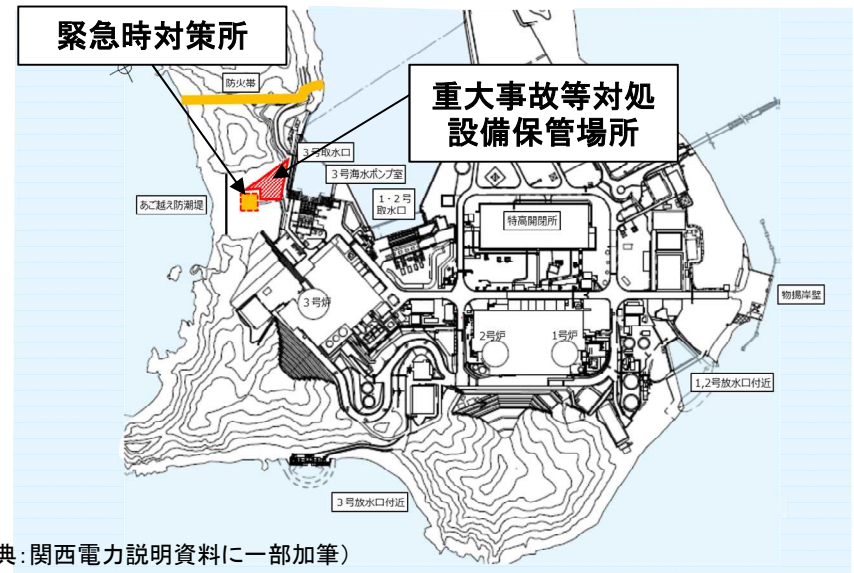 緊急時対策所
防火帯
重大事故等対処
設備保管場所
3号取水口
3号海水ポンプ室
1・2号
取水口
あご越え防潮堤
特高開閉所
3号炉
物揚岸壁
2号炉
1号炉
1,2号放水口付近
3号放水口付近
典:関西電力説明資料に一部加筆)